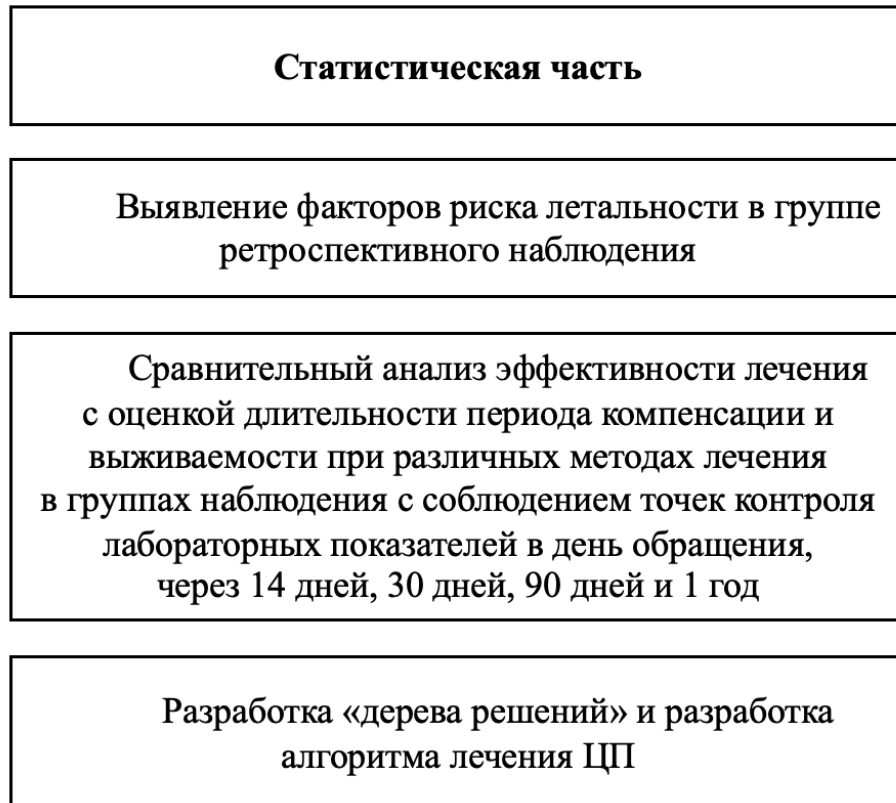 Статистическая часть
Выявление факторов риска летальности в группе
ретроспективного наблюдения
Сравнительный анализ эффективности лечения
с оценкой длительности периода компенсации и
выживаемости при различных методах лечения
в группах наблюдения с соблюдением точек контроля
лабораторных показателей в день обращения,
через 14 дней, 30 дней, 90 дней и 1 год
Разработка «дерева решений» и разработка
алгоритма лечения ЦП